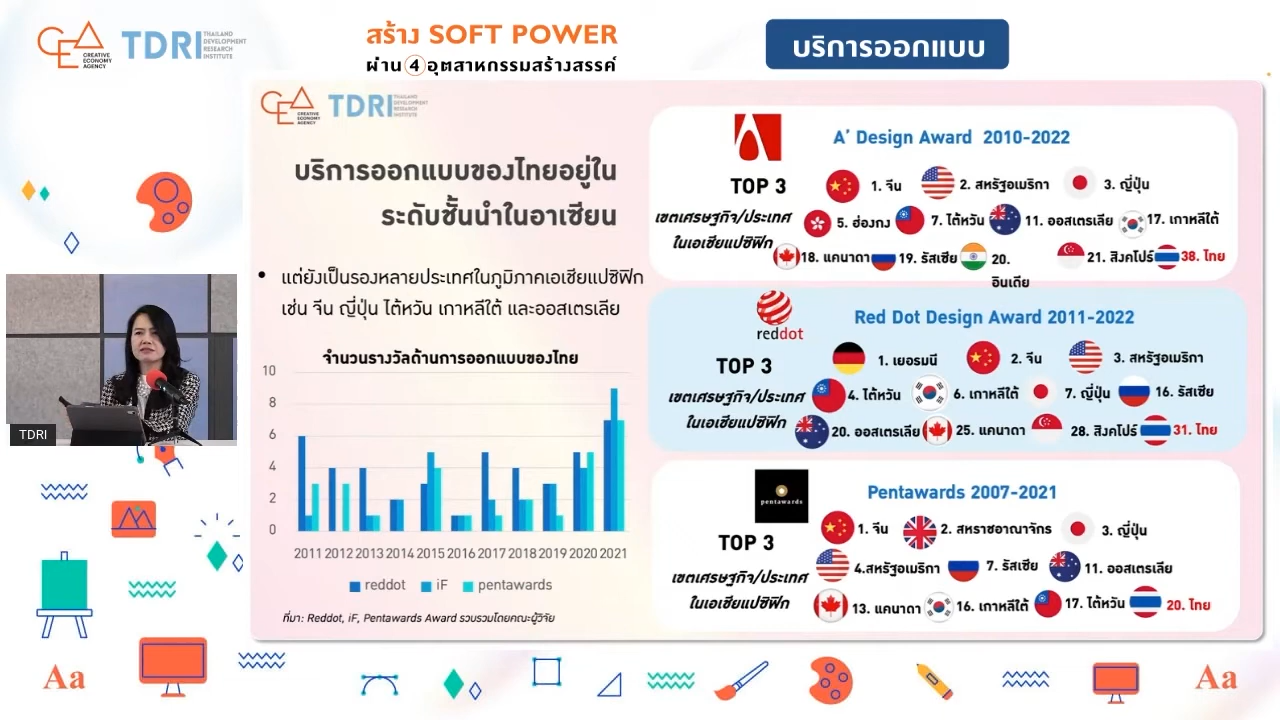 CEA CREATIVE ECONOMY AGENCY
TDRI THAILAND DEVELOPMENT RESEARCH INSTITUTE
สร้าง SOFT POWER
ผ่าน 4 อุตสาหกรรมสร้างสรรค์
บริการออกแบบ
CEA CREATIVE ECONOMY AGENCY
TDRI THAILAND DEVELOPMENT RESEARCH INSTITUTE
บริการออกแบบของไทยอยู่ใน
ระดับชั้นนำในอาเซียน
• แต่ยังเป็นรองหลายประเทศในภูมิภาคเอเชียแปซิฟิก
เช่น จีน ญี่ปุ่น ไต้หวัน เกาหลีใต้ และออสเตรเลีย
จำนวนรางวัลด้านการออกแบบของไทย
10
8
6
4
2
0
2011 2012 2013 2014 2015 2016 2017 2018 2019 2020 2021
reddot iF pentawards
ที่มา: Reddot, iF, Pentawards Award รวบรวมโดยคณะผู้วิจัย
A’ Design Award 2010-2022
TOP 3
1. จีน 2. สหรัฐอเมริกา 3. ญี่ปุ่น
เขตเศรษฐกิจ/ประเทศ
ในเอเชียแปซิฟิก
5. ฮ่องกง 7. ไต้หวัน 11. ออสเตรเลีย 17. เกาหลีใต้
18. แคนาดา 19. รัสเซีย 20. อินเดีย 21. สิงคโปร์ 38. ไทย
reddot
Red Dot Design Award 2011-2022
TOP 3
1. เยอรมนี 2. จีน 3. สหรัฐอเมริกา
เขตเศรษฐกิจ/ประเทศ
ในเอเชียแปซิฟิก
4. ไต้หวัน 6. เกาหลีใต้ 7. ญี่ปุ่น 16. รัสเซีย
20. ออสเตรเลีย 25. แคนาดา 28. สิงคโปร์ 31. ไทย
pentawards
Pentawards 2007-2021
TOP 3
1. จีน 2. สหราชอาณาจักร 3. ญี่ปุ่น
เขตเศรษฐกิจ/ประเทศ
ในเอเชียแปซิฟิก
4.สหรัฐอเมริกา 7. รัสเซีย 11. ออสเตรเลีย
13. แคนาดา 16. เกาหลีใต้ 17. ไต้หวัน 20. ไทย
TDRI
Aa
Aa